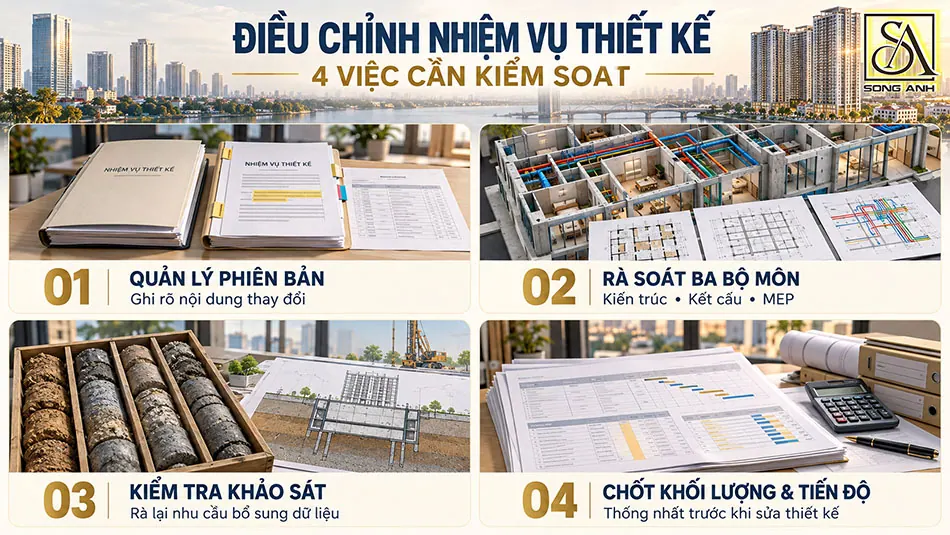 ĐIỀU CHỈNH NHIỆM VỤ THIẾT KẾ
4 VIỆC CẦN KIỂM SOAT
SA
SONG ANH
NHIỆM VỤ THIẾT KẾ
NHIỆM VỤ THIẾT KẾ
01
QUẢN LÝ PHIÊN BẢN
Ghi rõ nội dung thay đổi
02
RÀ SOÁT BA BỘ MÔN
Kiến trúc • Kết cấu • MEP
03
KIỂM TRA KHẢO SÁT
Rà lại nhu cầu bổ sung dữ liệu
04
CHỐT KHỐI LƯỢNG & TIẾN ĐỘ
Thống nhất trước khi sửa thiết kế